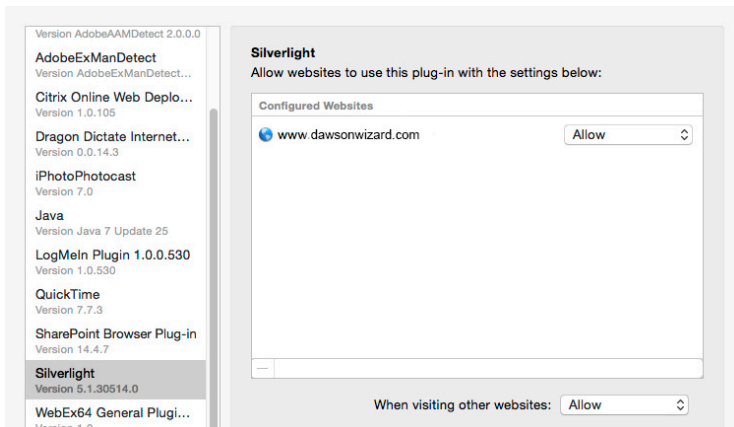 Version AdobeAAMDetect 2.0.0.0
AdobeExManDetect
Version AdobeExManDetect...
Citrix Online Web Deplo...
Version 1.0.105
Dragon Dictate Internet...
Version 0.0.14.3
iPhotoPhotocast
Version 7.0
Java
Version Java 7 Update 25
LogMeIn Plugin 1.0.0.530
Version 1.0.530
QuickTime
Version 7.7.3
SharePoint Browser Plug-in
Version 14.4.7
Silverlight
Version 5.1.30514.0
WebEx64 General Plugi...
Silverlight
Allow websites to use this plug-in with the settings below:
Configured Websites
www.dawsonwizard.com Allow
When visiting other websites: Allow